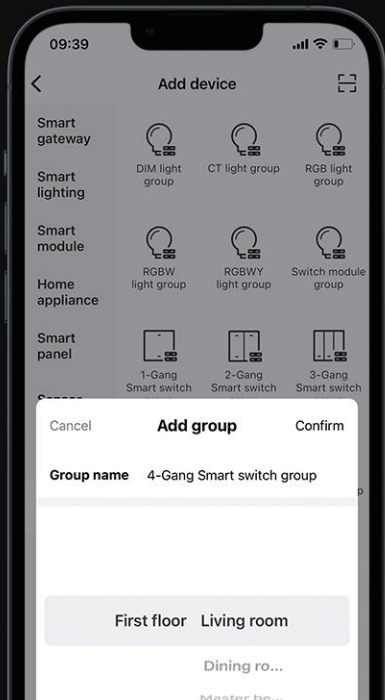 09:39
Add device
Smart
gateway
Smart
lighting
Smart
module
Home
appliance
Smart
panel
Sensor
DIM light
group
CT light group
RGB light
group
RGBW
light group
RGBWY
light group
Switch module
group
1-Gang
Smart switch
2-Gang
Smart switch
3-Gang
Smart switch
Cancel
Add group
Confirm
Group name
4-Gang Smart switch group
First floor Living room
Dining ro...
Master be...